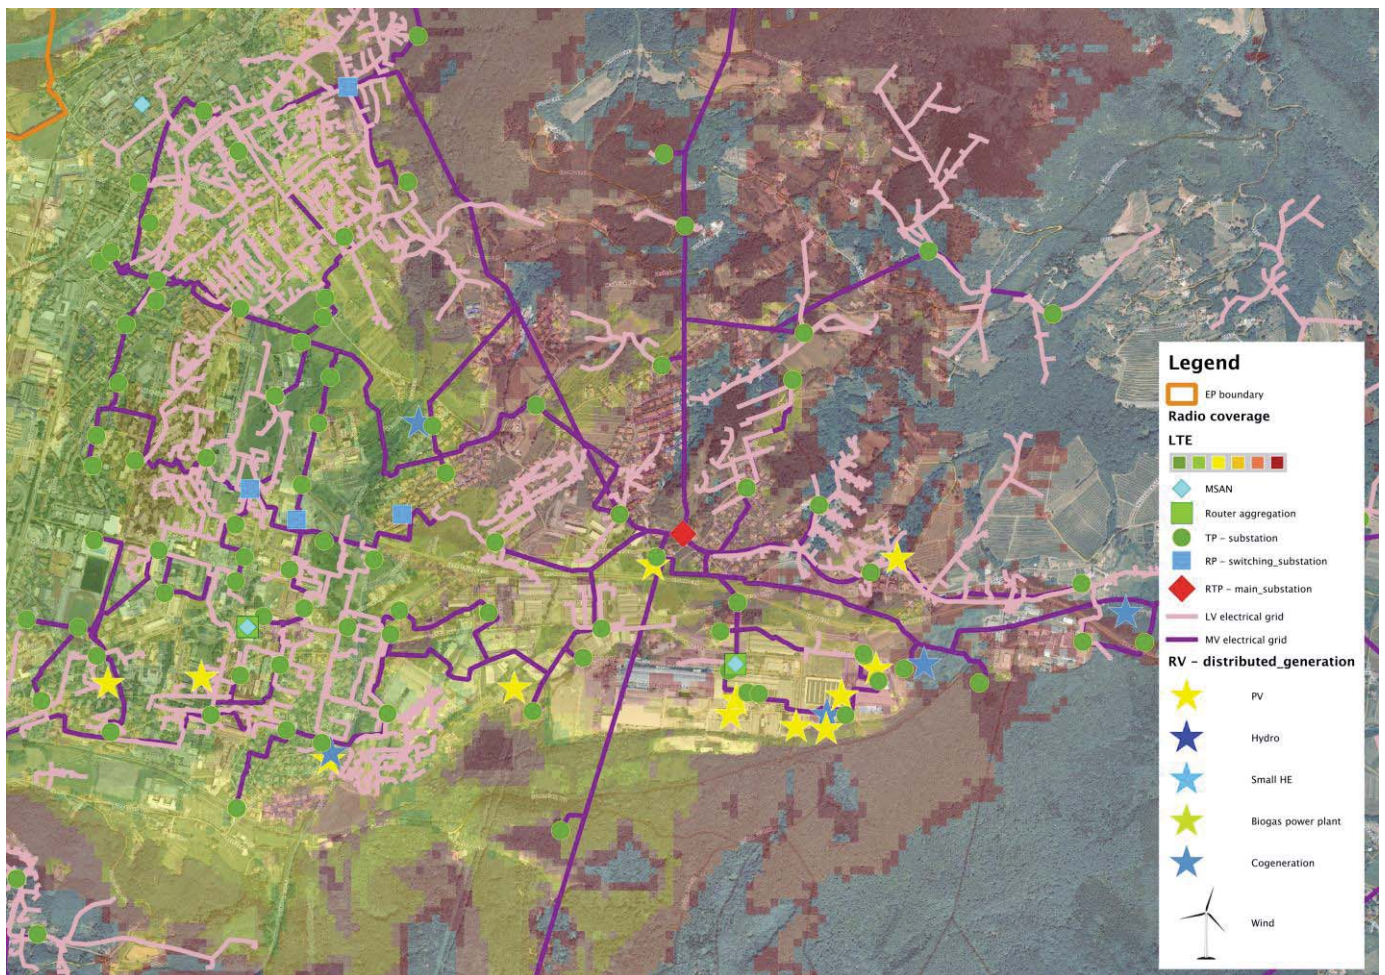 Legend
EP boundary
Radio coverage
LTE
MSAN
Router aggregation
TP – substation
RP – switching_substation
RTP – main_substation
LV electrical grid
MV electrical grid
RV – distributed_generation
PV
Hydro
Small HE
Biogas power plant
Cogeneration
Wind